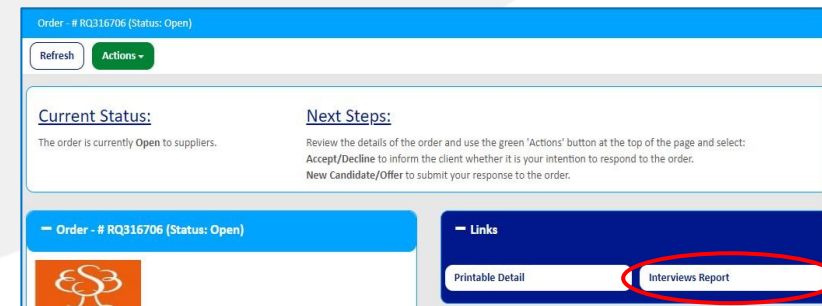 Order - # RQ316706 (Status: Open)
Refresh
Actions
Current Status:
The order is currently Open to suppliers.
Next Steps:
Review the details of the order and use the green 'Actions' button at the top of the page and select:
Accept/Decline to inform the client whether it is your intention to respond to the order.
New Candidate/Offer to submit your response to the order.
Order - # RQ316706 (Status: Open)
Links
Printable Detail
Interviews Report